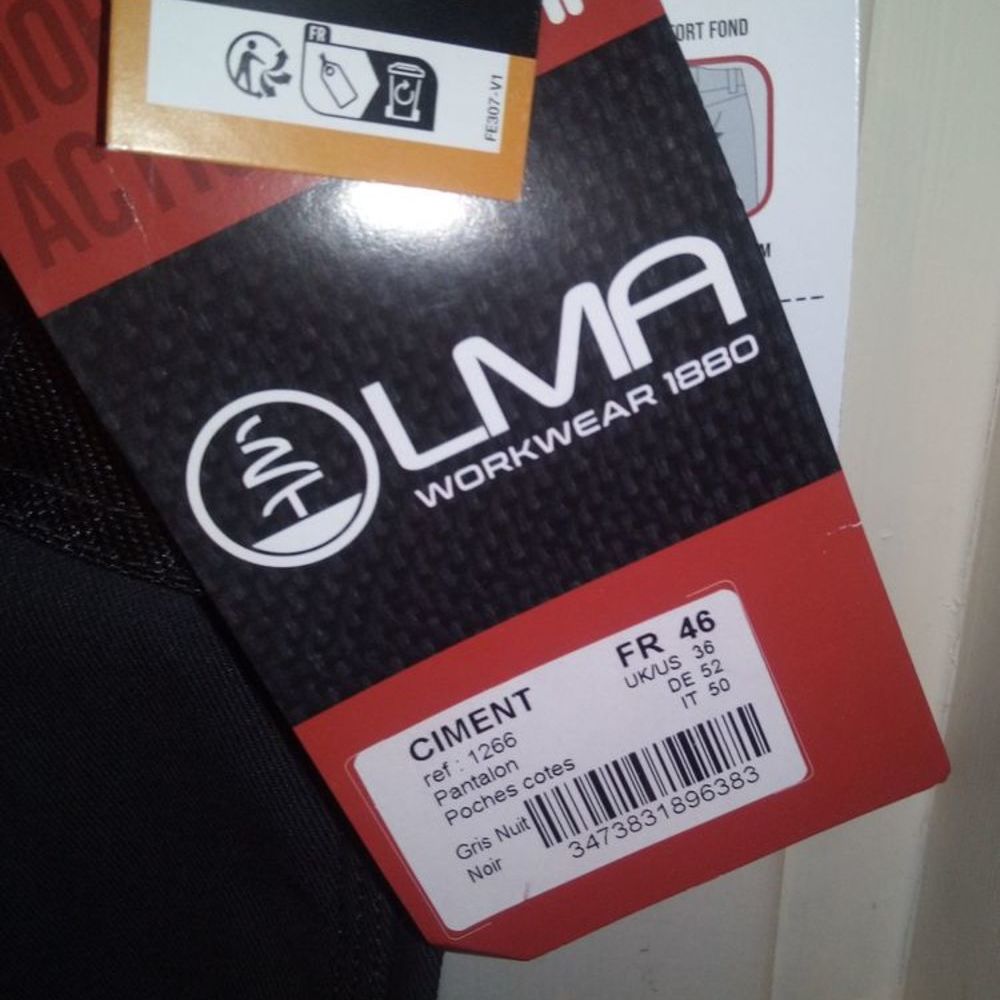 FR
FE307-V1
ORT FOND
LMA
WORKWEAR 1880
CIMENT
ref : 1266
Pantalon
Poches cotes
Gris Nuit
Noir
FR 46
UK/US 36
DE 52
IT 50
3473831896383